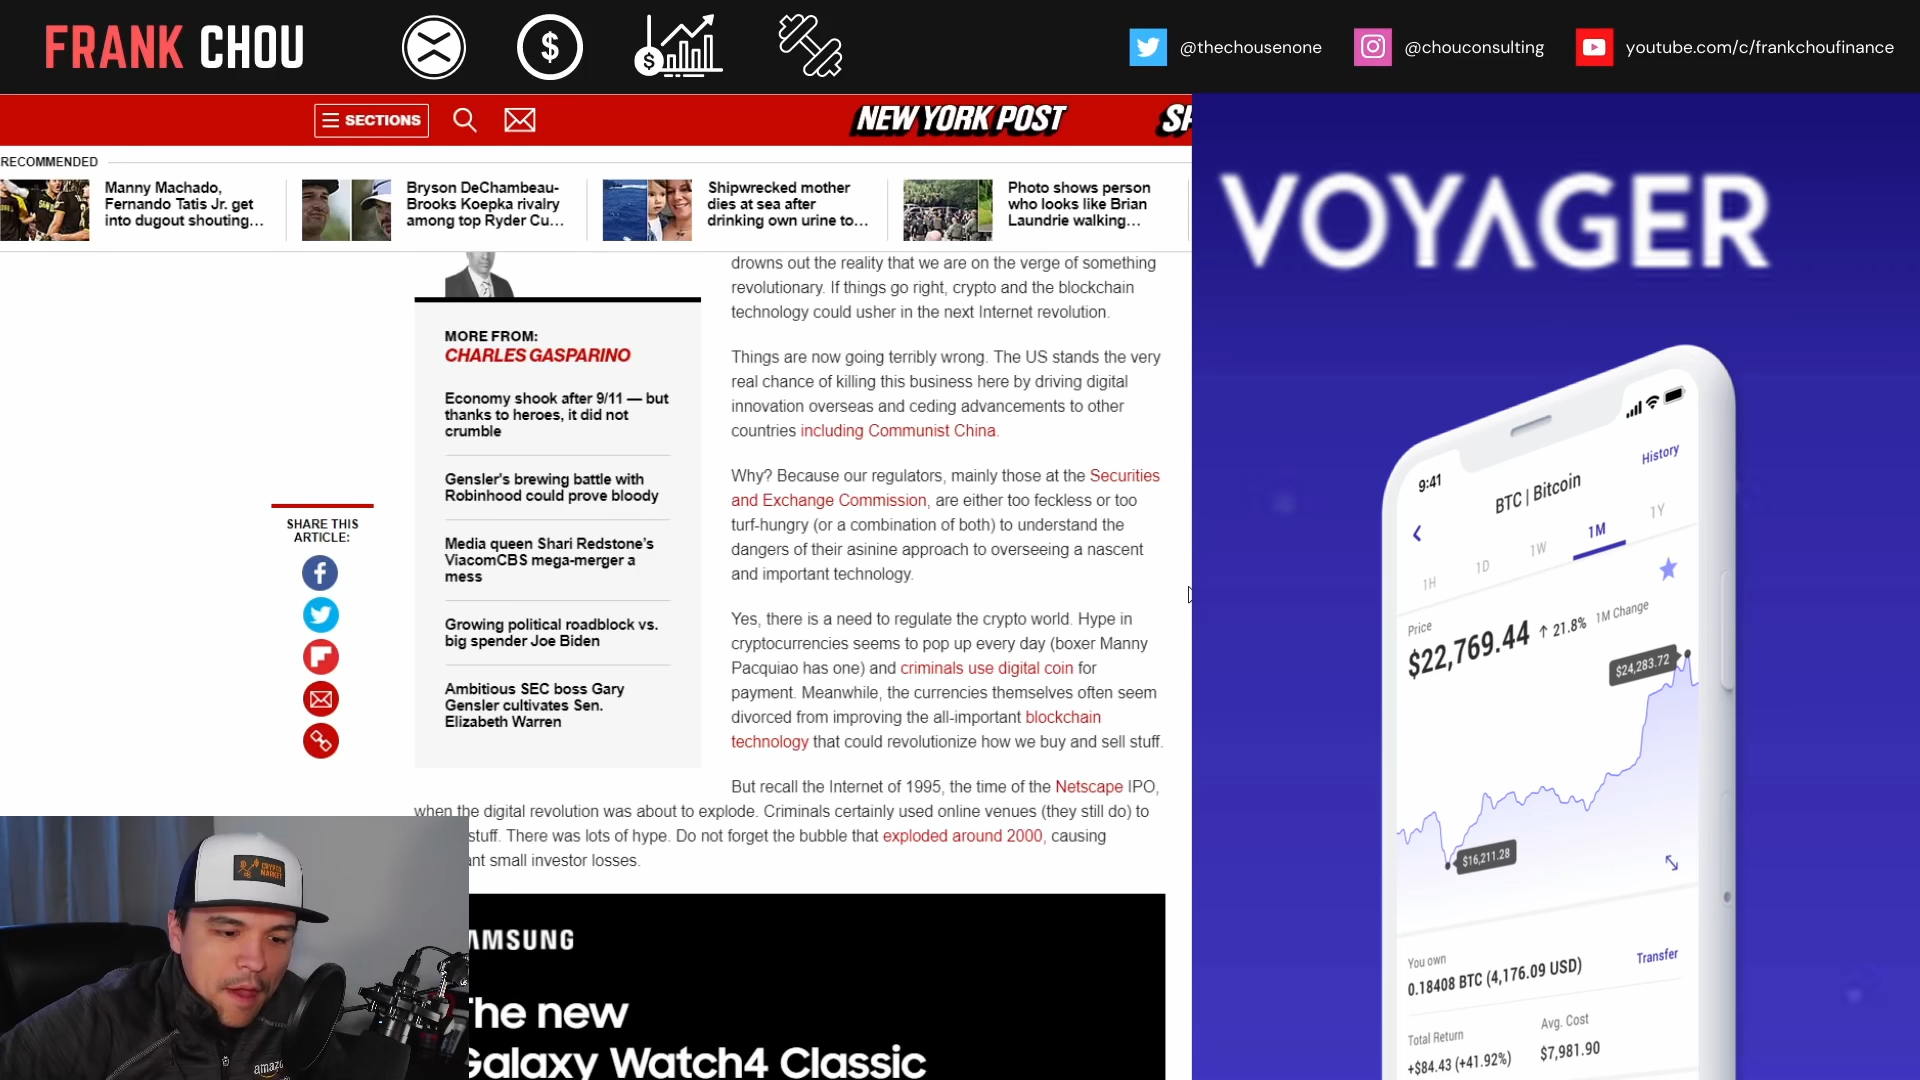 FRANK CHOU
@thechousenone
@chouconsulting
youtube.com/c/frankchoufinance
SECTIONS
NEW YORK POST
RECOMMENDED
Manny Machado,
Fernando Tatis Jr. get
into dugout shouting…
Bryson DeChambeau-
Brooks Koepka rivalry
among top Ryder Cu…
Shipwrecked mother
dies at sea after
drinking own urine to…
Photo shows person
who looks like Brian
Laundrie walking…
MORE FROM:
CHARLES GASPARINO
Economy shook after 9/11 — but
thanks to heroes, it did not
crumble
Gensler's brewing battle with
Robinhood could prove bloody
Media queen Shari Redstone's
ViacomCBS mega-merger a
mess
Growing political roadblock vs.
big spender Joe Biden
Ambitious SEC boss Gary
Gensler cultivates Sen.
Elizabeth Warren
SHARE THIS
ARTICLE:
drowns out the reality that we are on the verge of something
revolutionary. If things go right, crypto and the blockchain
technology could usher in the next Internet revolution.
Things are now going terribly wrong. The US stands the very
real chance of killing this business here by driving digital
innovation overseas and ceding advancements to other
countries including Communist China.
Why? Because our regulators, mainly those at the Securities
and Exchange Commission, are either too feckless or too
turf-hungry (or a combination of both) to understand the
dangers of their asinine approach to overseeing a nascent
and important technology.
Yes, there is a need to regulate the crypto world. Hype in
cryptocurrencies seems to pop up every day (boxer Manny
Pacquiao has one) and criminals use digital coin for
payment. Meanwhile, the currencies themselves often seem
divorced from improving the all-important blockchain
technology that could revolutionize how we buy and sell stuff.
But recall the Internet of 1995, the time of the Netscape IPO,
when the digital revolution was about to explode. Criminals certainly used online venues (they still do) to
stuff. There was lots of hype. Do not forget the bubble that exploded around 2000, causing
ant small investor losses.
AMSUNG
The new
Galaxy Watch4 Classic
CRYPTO
MARKET
amazo
VOYAGER
9:41
History
BTC | Bitcoin
1H
1D
1W
1M
1Y
Price
$22,769.44
↑ 21.8%
1M Change
$24,283.72
$16,211.28
You own
0.18408 BTC (4,176.09 USD)
Transfer
Total Return
+$84.43 (+41.92%)
Avg. Cost
$7,981.90